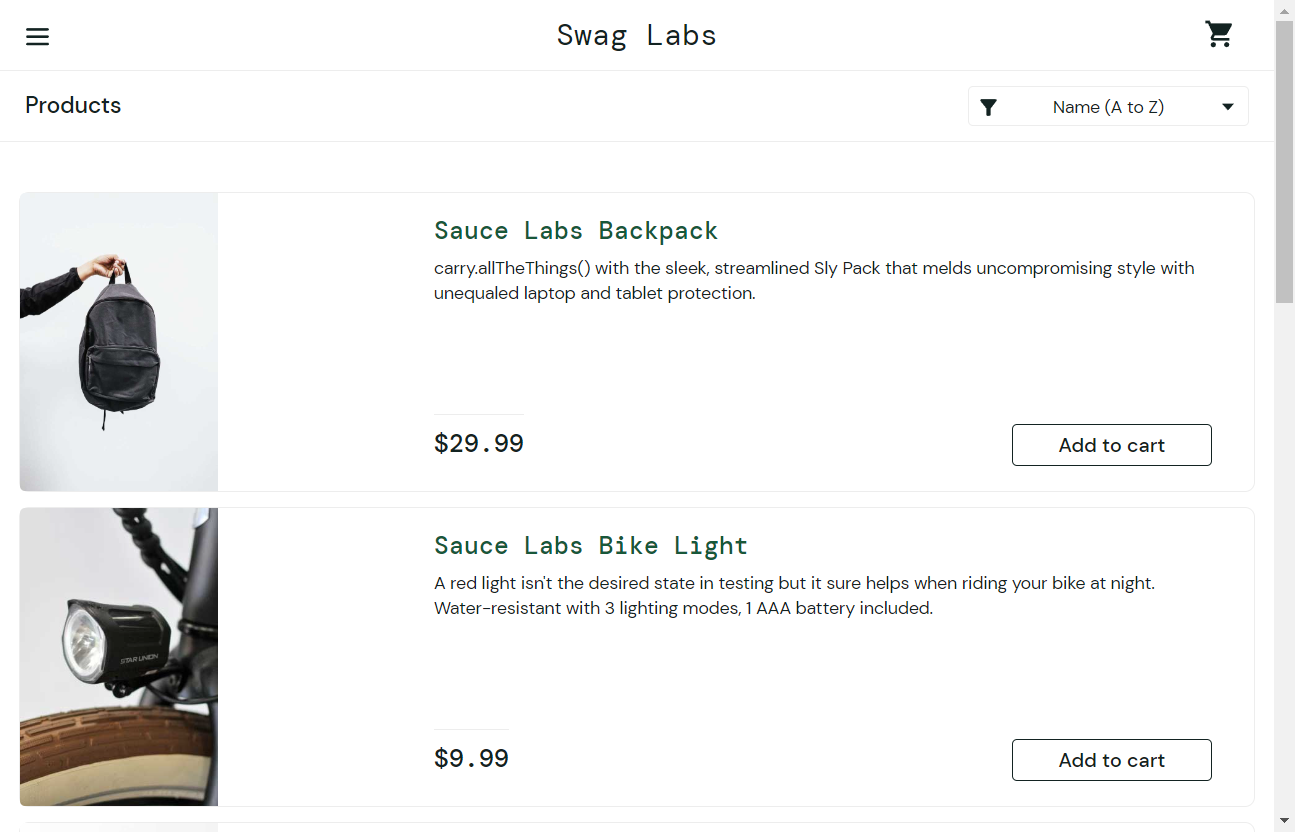 Swag Labs
Products
Name (A to Z)
Sauce Labs Backpack
carry.allTheThings() with the sleek, streamlined Sly Pack that melds uncompromising style with
unequaled laptop and tablet protection.
$29.99
Add to cart
Sauce Labs Bike Light
A red light isn't the desired state in testing but it sure helps when riding your bike at night.
Water-resistant with 3 lighting modes, 1 AAA battery included.
STAR UNION
$9.99
Add to cart